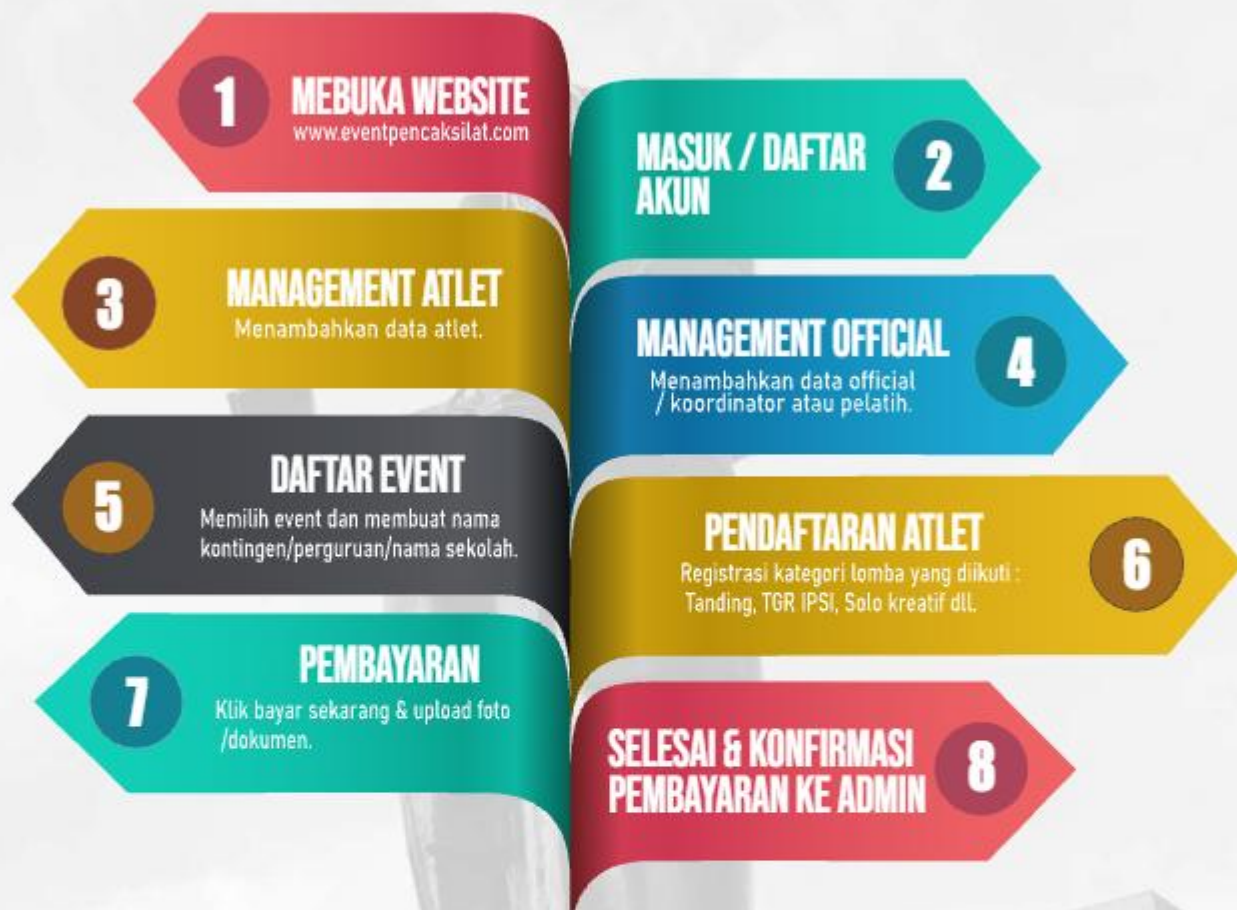 1
MEBUKA WEBSITE
www.eventpencaksilat.com
2
MASUK / DAFTAR
AKUN
3
MANAGEMENT ATLET
Menambahkan data atlet.
4
MANAGEMENT OFFICIAL
Menambahkan data official
/ koordinator atau pelatih.
5
DAFTAR EVENT
Memilih event dan membuat nama
kontingen/perguruan/nama sekolah.
6
PENDAFTARAN ATLET
Registrasi kategori lomba yang diikuti :
Tanding, TGR IPSI, Solo kreatif dll.
7
PEMBAYARAN
Klik bayar sekarang & upload foto
/dokumen.
8
SELESAI & KONFIRMASI
PEMBAYARAN KE ADMIN